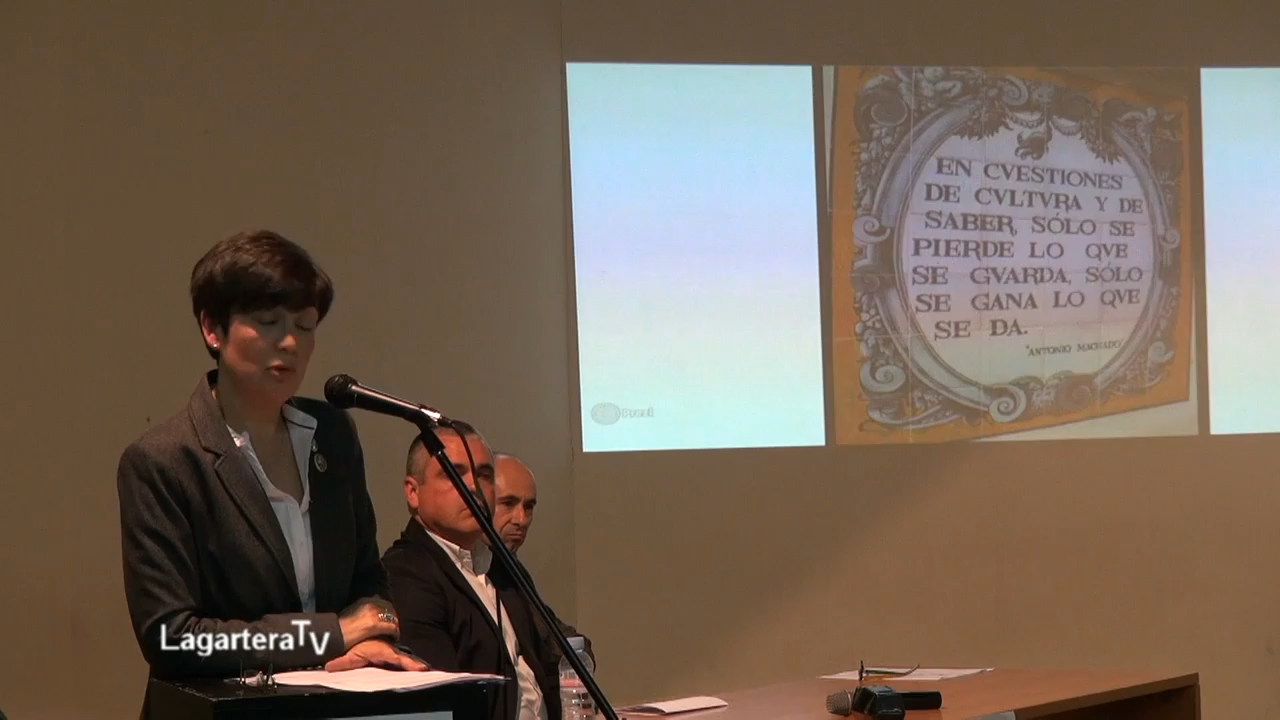 EN CVESTIONES
DE CVLTVRA Y DE
SABER, SÓLO SE
PIERDE LO QVE
SE GVARDA, SÓLO
SE GANA LO QVE
SE DA.
"ANTONIO MACHADO"
Prezi
LagarteraTv